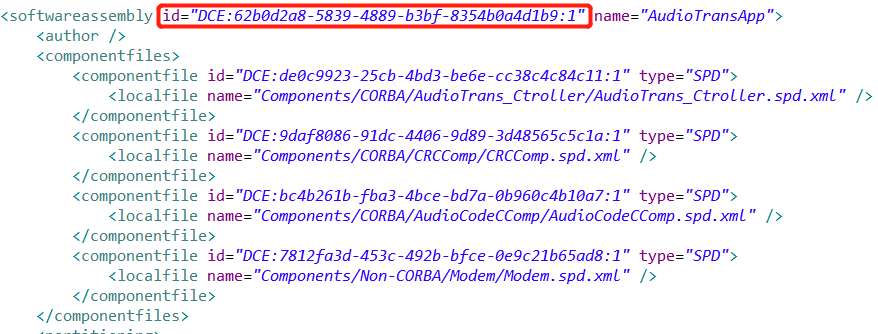 <softwareassembly id="DCE:62b0d2a8-5839-4889-b3bf-8354b0a4d1b9:1" name="AudioTransApp">
<author />
<componentfiles>
<componentfile id="DCE:de0c9923-25cb-4bd3-be6e-cc38c4c84c11:1" type="SPD">
<localfile name="Components/CORBA/AudioTrans_Ctroller/AudioTrans_Ctroller.spd.xml" />
</componentfile>
<componentfile id="DCE:9daf8086-91dc-4406-9d89-3d48565c5c1a:1" type="SPD">
<localfile name="Components/CORBA/CRCComp/CRCComp.spd.xml" />
</componentfile>
<componentfile id="DCE:bc4b261b-fba3-4bce-bd7a-0b960c4b10a7:1" type="SPD">
<localfile name="Components/CORBA/AudioCodeCComp/AudioCodeCComp.spd.xml" />
</componentfile>
<componentfile id="DCE:7812fa3d-453c-492b-bfce-0e9c21b65ad8:1" type="SPD">
<localfile name="Components/Non-CORBA/Modem/Modem.spd.xml" />
</componentfile>
</componentfiles>
<partitioning>